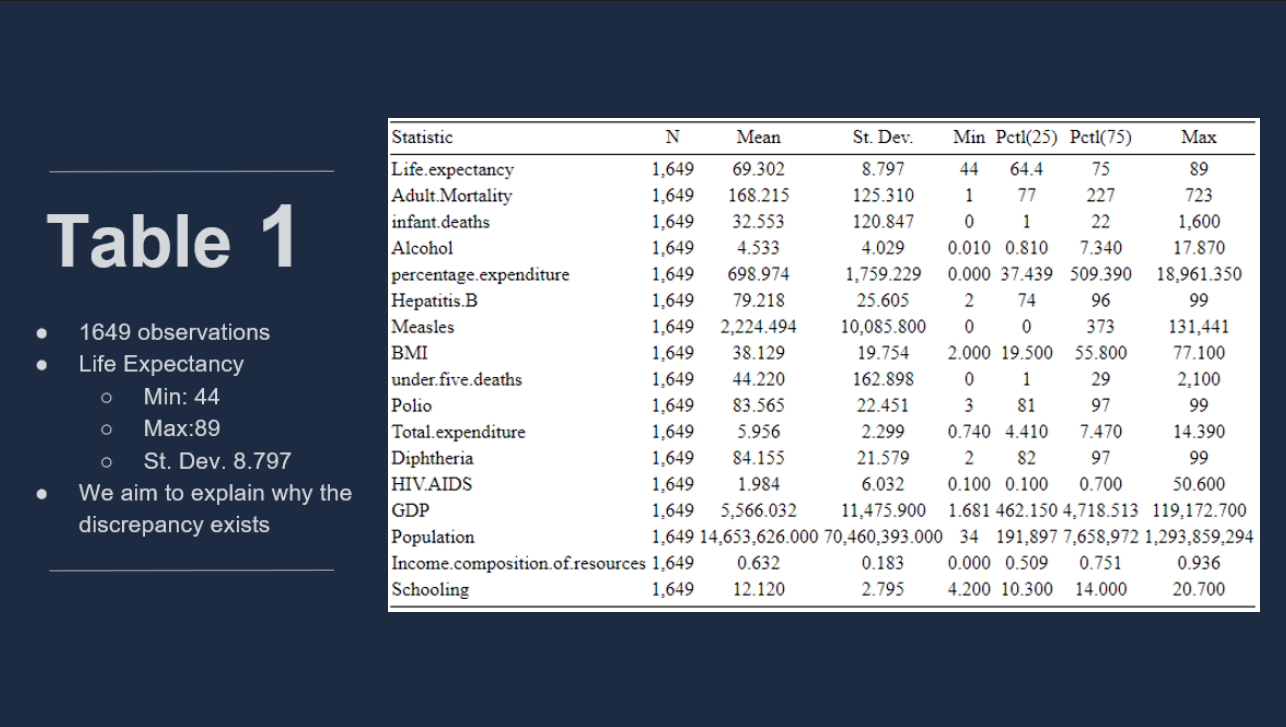 Table 1
● 1649 observations
● Life Expectancy
○ Min: 44
○ Max:89
○ St. Dev. 8.797
● We aim to explain why the
discrepancy exists
Statistic N Mean St. Dev. Min Pctl(25) Pctl(75) Max
Life.expectancy 1,649 69.302 8.797 44 64.4 75 89
Adult.Mortality 1,649 168.215 125.310 1 77 227 723
infant.deaths 1,649 32.553 120.847 0 1 22 1,600
Alcohol 1,649 4.533 4.029 0.010 0.810 7.340 17.870
percentage.expenditure 1,649 698.974 1,759.229 0.000 37.439 509.390 18,961.350
Hepatitis.B 1,649 79.218 25.605 2 74 96 99
Measles 1,649 2,224.494 10,085.800 0 0 373 131,441
BMI 1,649 38.129 19.754 2.000 19.500 55.800 77.100
under.five.deaths 1,649 44.220 162.898 0 1 29 2,100
Polio 1,649 83.565 22.451 3 81 97 99
Total.expenditure 1,649 5.956 2.299 0.740 4.410 7.470 14.390
Diphtheria 1,649 84.155 21.579 2 82 97 99
HIV.AIDS 1,649 1.984 6.032 0.100 0.100 0.700 50.600
GDP 1,649 5,566.032 11,475.900 1.681 462.150 4,718.513 119,172.700
Population 1,649 14,653,626.000 70,460,393.000 34 191,897 7,658,972 1,293,859,294
Income.composition.of.resources 1,649 0.632 0.183 0.000 0.509 0.751 0.936
Schooling 1,649 12.120 2.795 4.200 10.300 14.000 20.700